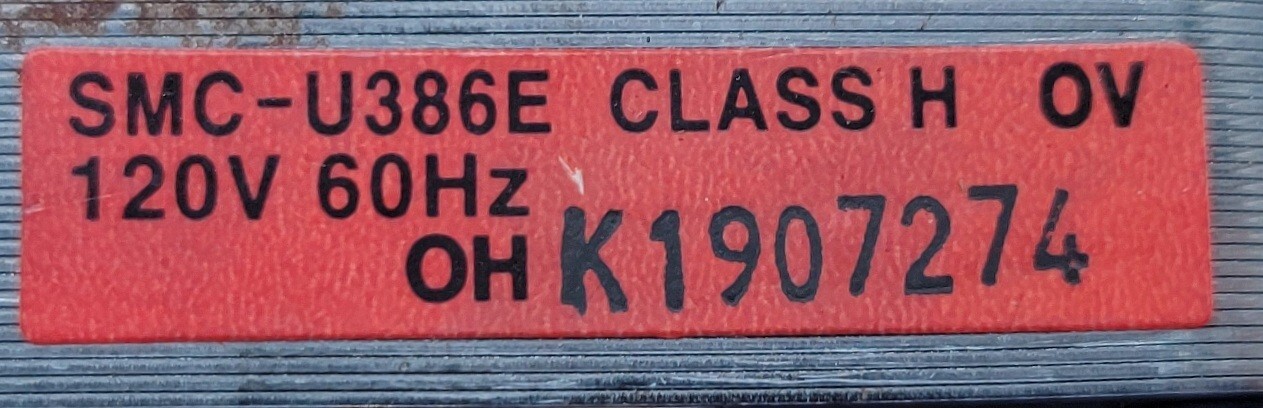 SMC-U386E CLASS H OV
120V 60Hz
OH K1907274